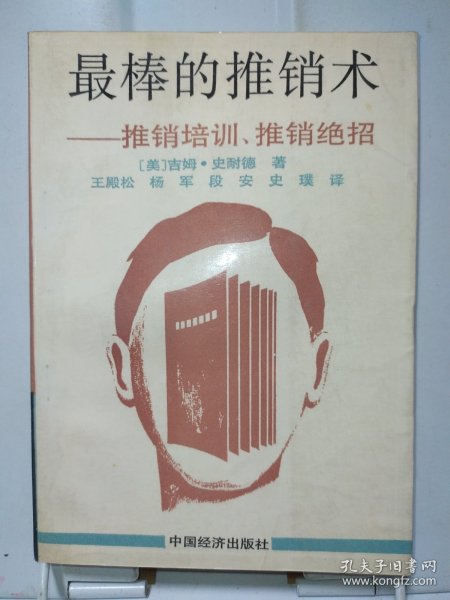 最棒的推销术
——推销培训、推销绝招
[美]吉姆·史耐德 著
王殿松 杨军 段安 史璞 译
中国经济出版社
孔夫子旧书网
www.kongfz.com